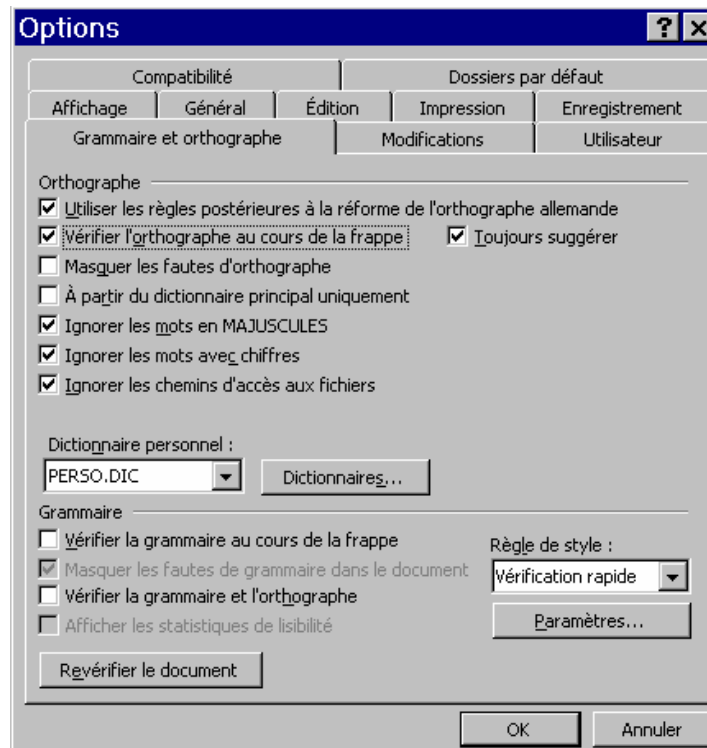 Options
Compatibilité Dossiers par défaut
Affichage Général Édition Impression Enregistrement
Grammaire et orthographe Modifications Utilisateur
Orthographe
Utiliser les règles postérieures à la réforme de l'orthographe allemande
Vérifier l'orthographe au cours de la frappe Toujours suggérer
Masquer les fautes d'orthographe
À partir du dictionnaire principal uniquement
Ignorer les mots en MAJUSCULES
Ignorer les mots avec chiffres
Ignorer les chemins d'accès aux fichiers
Dictionnaire personnel :
PERSO.DIC Dictionnaires...
Grammaire
Vérifier la grammaire au cours de la frappe
Règle de style :
Masquer les fautes de grammaire dans le document
Vérification rapide
Vérifier la grammaire et l'orthographe
Afficher les statistiques de lisibilité
Paramètres...
Revérifier le document
OK Annuler